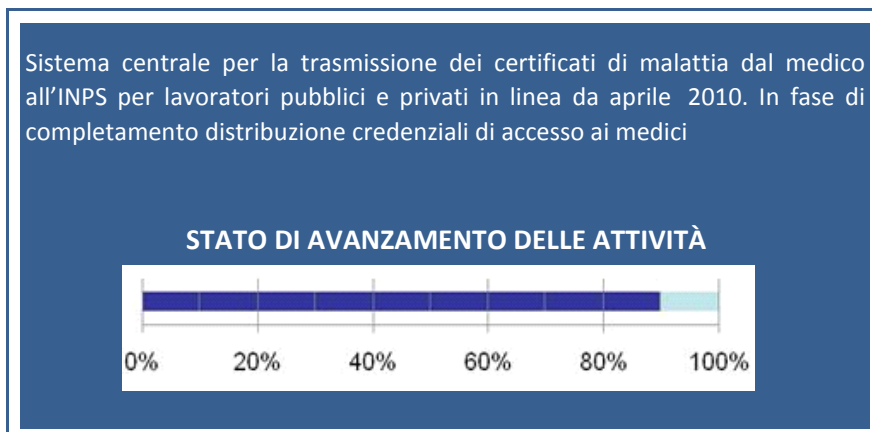 Sistema centrale per la trasmissione dei certificati di malattia dal medico
all’INPS per lavoratori pubblici e privati in linea da aprile 2010. In fase di
completamento distribuzione credenziali di accesso ai medici
STATO DI AVANZAMENTO DELLE ATTIVITÀ
0% 20% 40% 60% 80% 100%